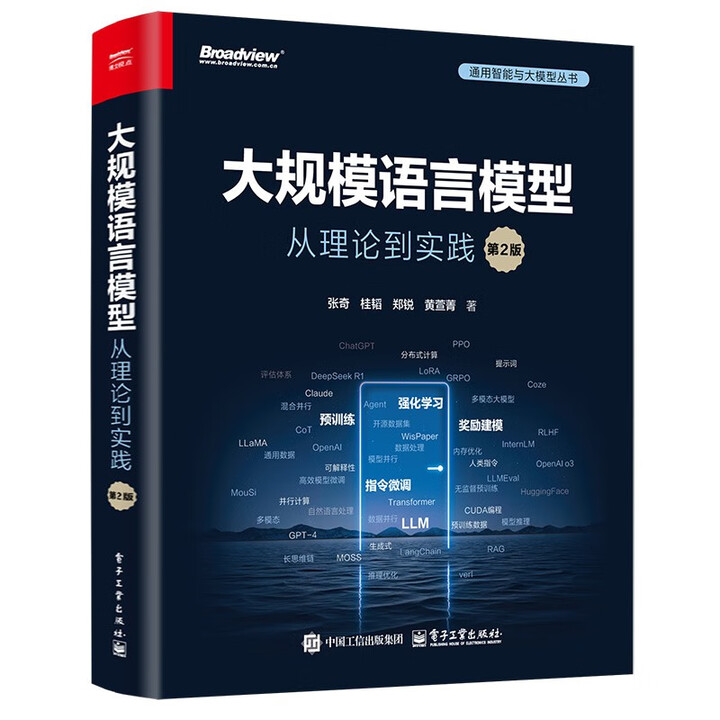 博文视点
大规模语言模型
从理论到实践
第2版
电子工业出版社
Broadview®
www.broadview.com.cn
通用智能与大模型丛书
大规模语言模型
从理论到实践
第2版
张奇 桂韬 郑锐 黄萱菁 著
ChatGPT
PPO
分布式计算
提示词
评估体系
DeepSeek R1
LoRA
GRPO
Coze
Claude
多模态大模型
混合并行
Agent
强化学习
预训练
开源数据集
奖励建模
CoT
WisPaper
RLHF
LLaMA
OpenAI
数据处理
内存优化
InternLM
通用数据
模型并行
可解释性
人类指令
OpenAI o3
高效模型微调
LLMEval
MouSi
指令微调
无监督预训练
HuggingFace
并行计算
Transformer
自然语言处理
CUDA编程
多模态
数据并行
LLM
预训练数据
模型推理
GPT-4
生成式
LangChain
RAG
长思维链
MOSS
推理优化
verl
中国工信出版集团
电子工业出版社
PUBLISHING HOUSE OF ELECTRONICS INDUSTRY